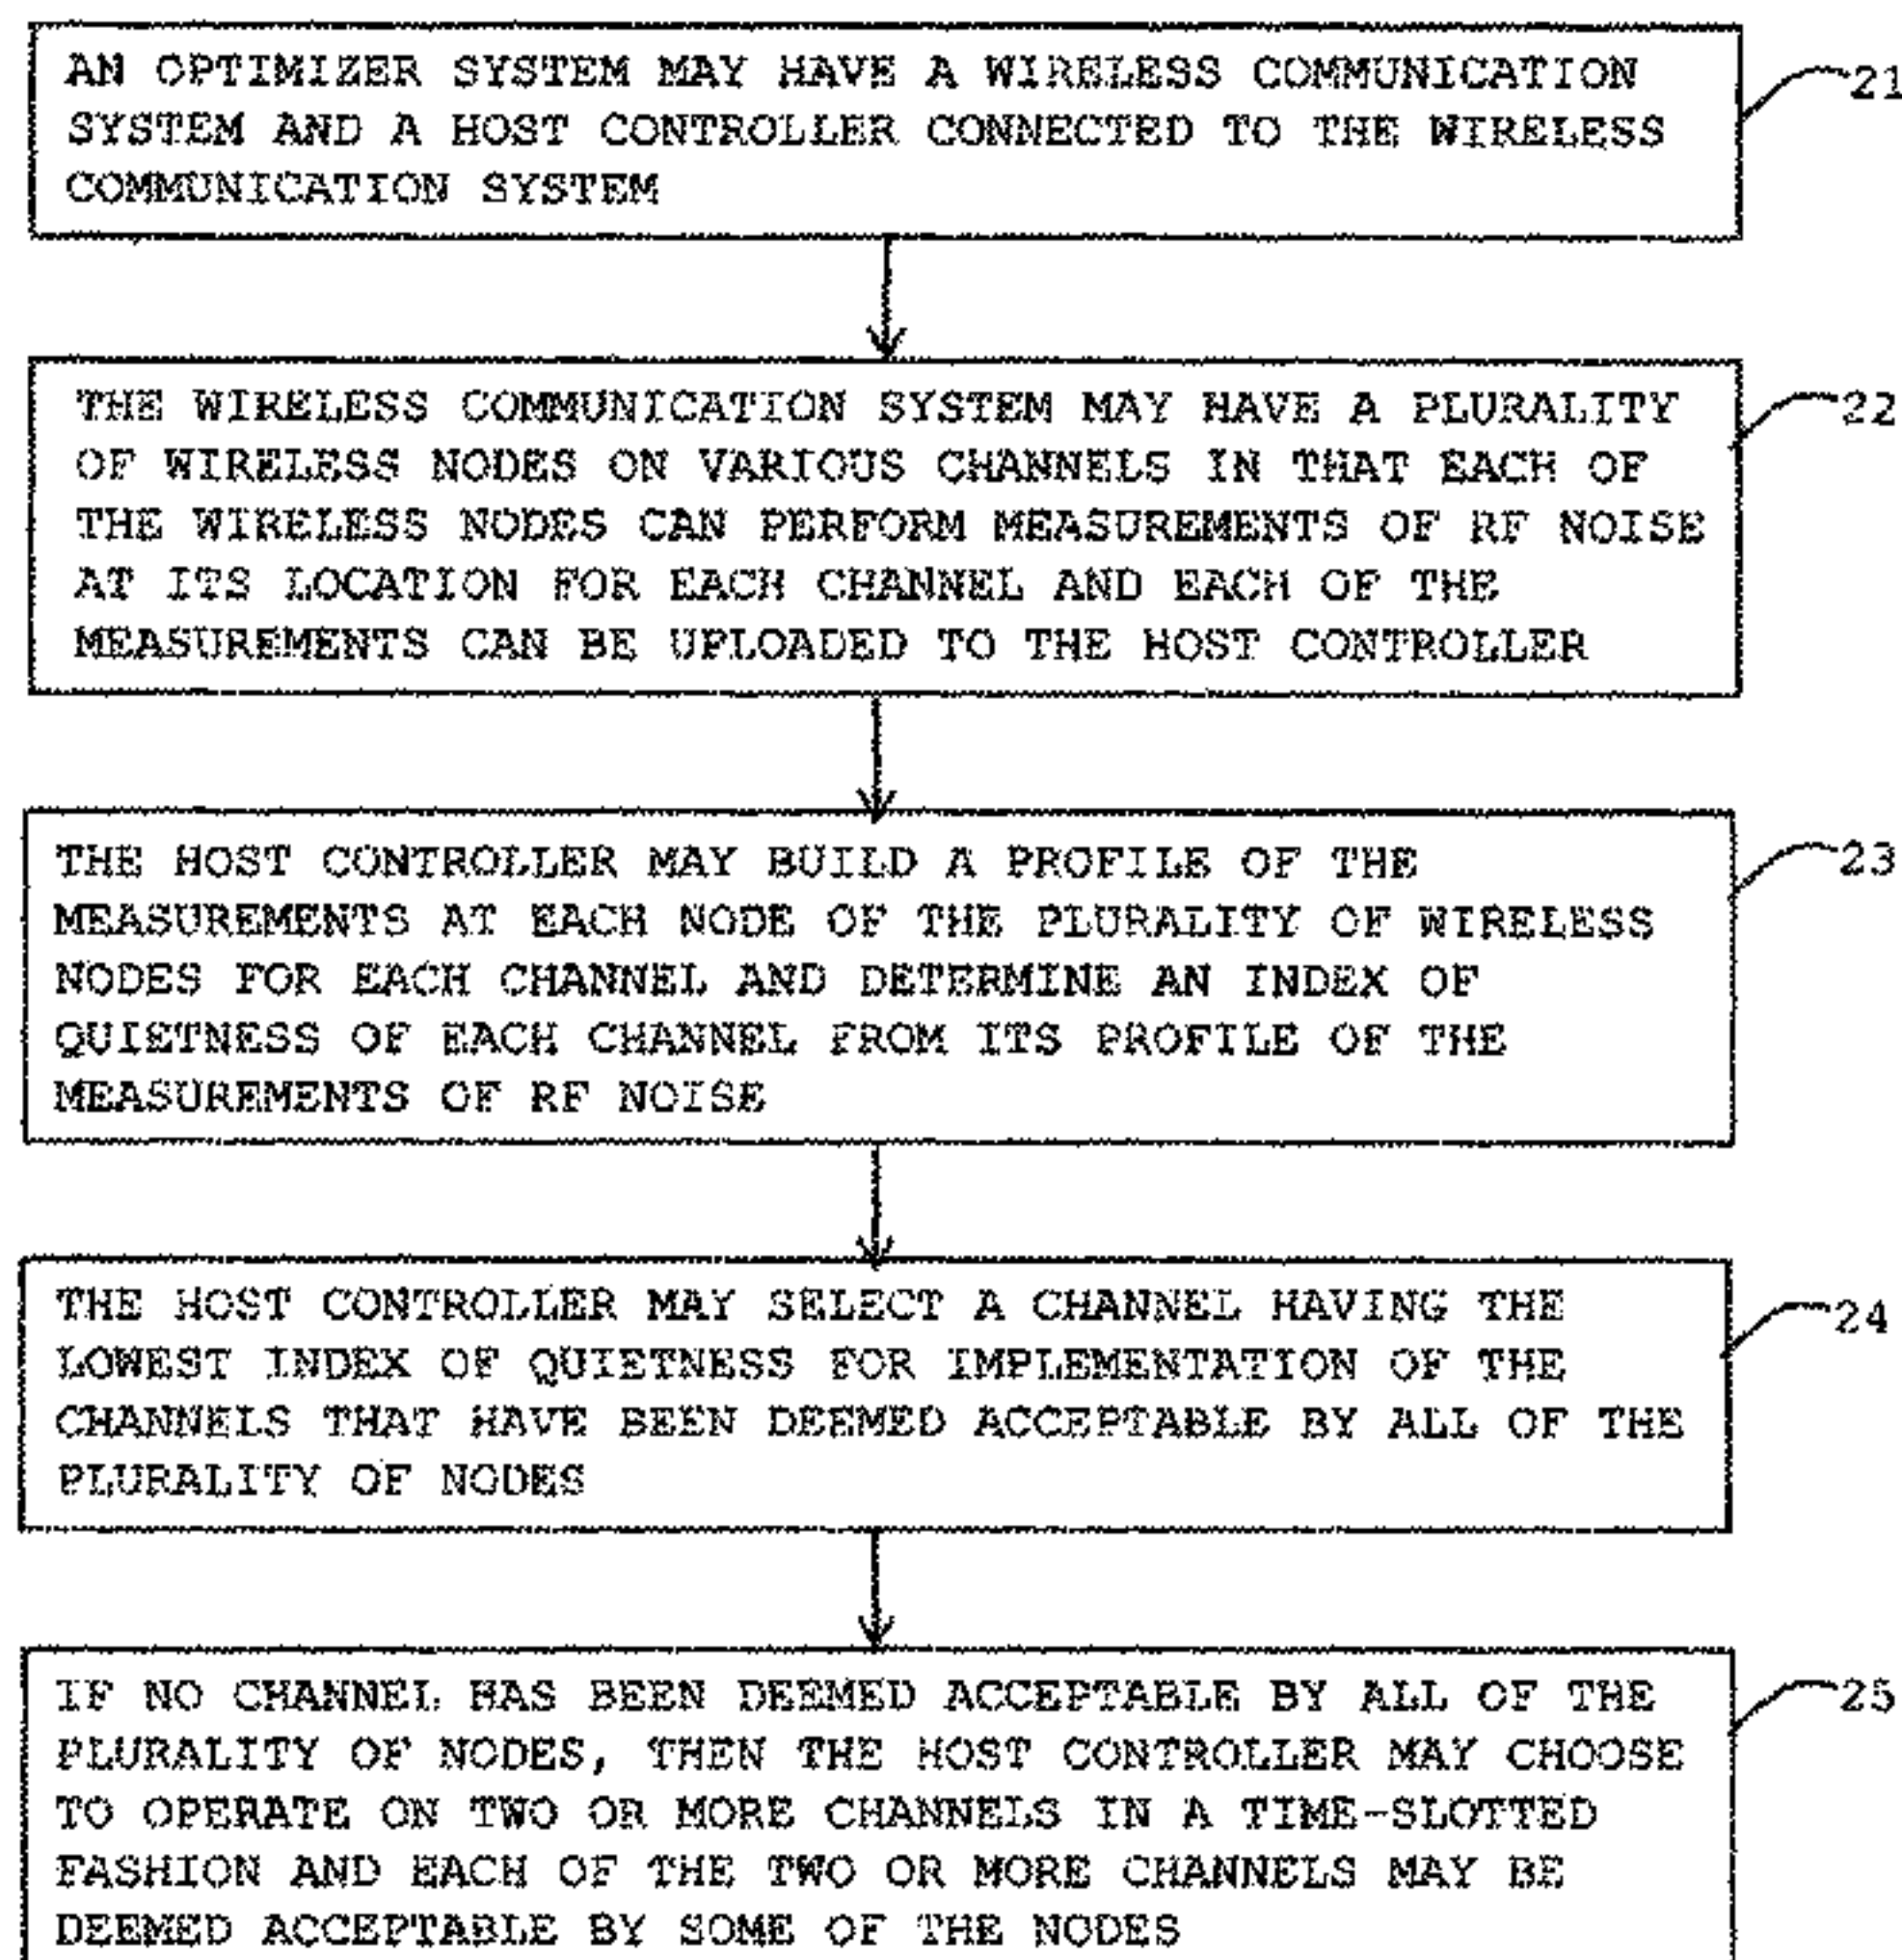 AN OPTIMIZER SYSTEM MAY HAVE A WIRELESS COMMUNICATION
SYSTEM AND A HOST CONTROLLER CONNECTED TO THE WIRELESS
COMMUNICATION SYSTEM
21
THE WIRELESS COMMUNICATION SYSTEM MAY HAVE A PLURALITY
OF WIRELESS NODES ON VARIOUS CHANNELS IN THAT EACH OF
THE WIRELESS NODES CAN PERFORM MEASUREMENTS OF RF NOISE
AT ITS LOCATION FOR EACH CHANNEL AND EACH OF THE
MEASUREMENTS CAN BE UPLOADED TO THE HOST CONTROLLER
22
THE HOST CONTROLLER MAY BUILD A PROFILE OF THE
MEASUREMENTS AT EACH NODE OF THE PLURALITY OF WIRELESS
NODES FOR EACH CHANNEL AND DETERMINE AN INDEX OF
QUIETNESS OF EACH CHANNEL FROM ITS PROFILE OF THE
MEASUREMENTS OF RF NOISE
23
THE HOST CONTROLLER MAY SELECT A CHANNEL HAVING THE
LOWEST INDEX OF QUIETNESS FOR IMPLEMENTATION OF THE
CHANNELS THAT HAVE BEEN DEEMED ACCEPTABLE BY ALL OF THE
PLURALITY OF NODES
24
IF NO CHANNEL HAS BEEN DEEMED ACCEPTABLE BY ALL OF THE
PLURALITY OF NODES, THEN THE HOST CONTROLLER MAY CHOOSE
TO OPERATE ON TWO OR MORE CHANNELS IN A TIME-SLOTTED
FASHION AND EACH OF THE TWO OR MORE CHANNELS MAY BE
DEEMED ACCEPTABLE BY SOME OF THE NODES
25